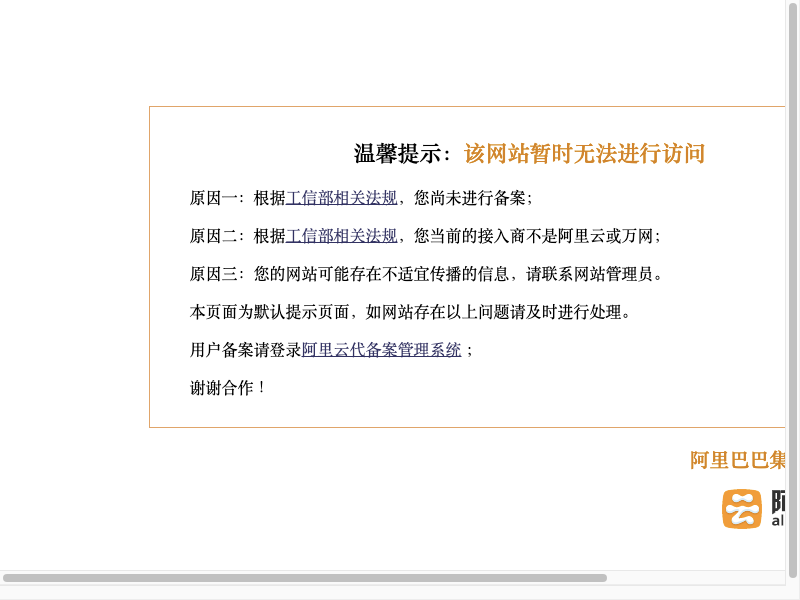 温馨提示：该网站暂时无法进行访问
原因一：根据工信部相关法规，您尚未进行备案；
原因二：根据工信部相关法规，您当前的接入商不是阿里云或万网；
原因三：您的网站可能存在不适宜传播的信息，请联系网站管理员。
本页面为默认提示页面，如网站存在以上问题请及时进行处理。
用户备案请登录阿里云代备案管理系统；
谢谢合作！
阿里巴巴集
阿
al